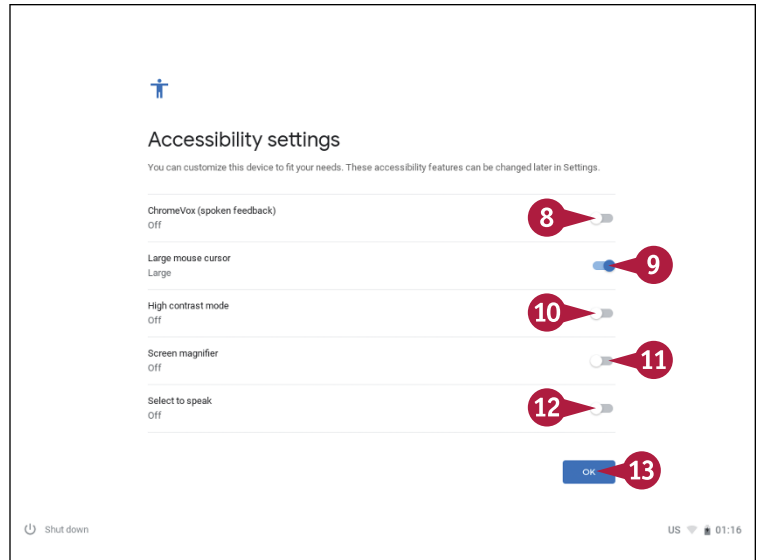 Accessibility settings
You can customize this device to fit your needs. These accessibility features can be changed later in Settings.
ChromeVox (spoken feedback)
Off
8
Large mouse cursor
Large
9
High contrast mode
Off
10
Screen magnifier
Off
11
Select to speak
Off
12
OK
13
Shut down
US 01:16